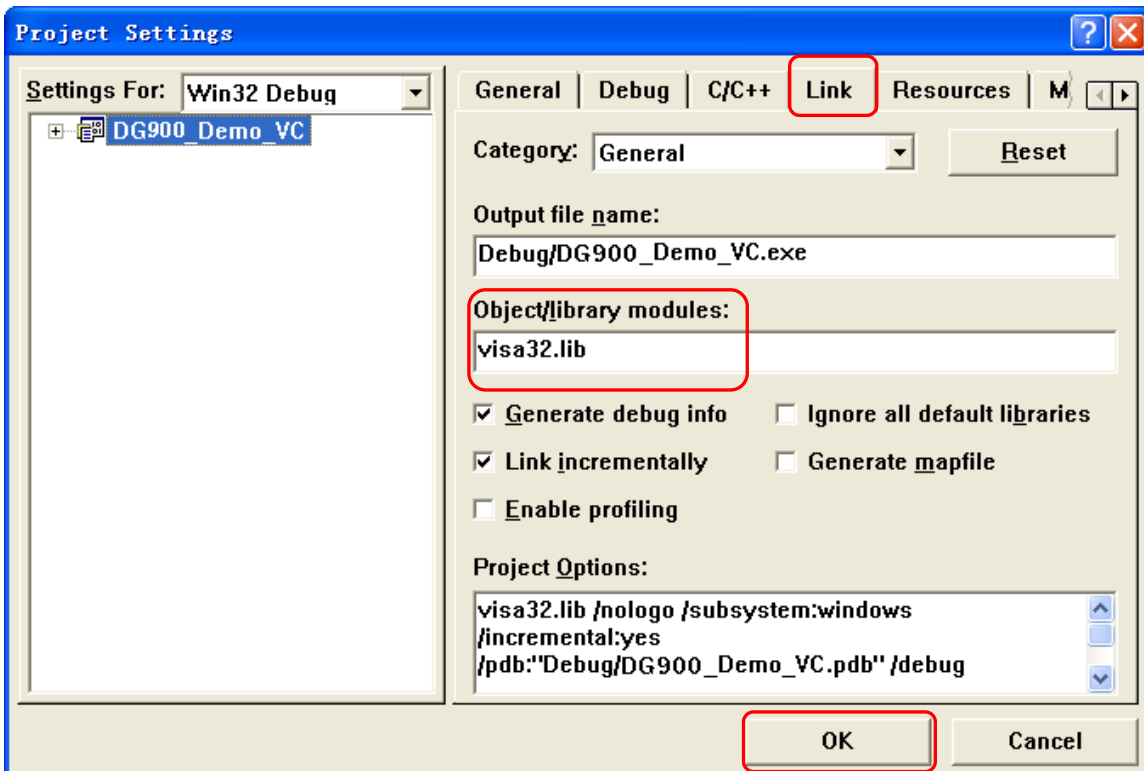 Project Settings
Settings For: Win32 Debug
DG900_Demo_VC
General Debug C/C++ Link Resources M
Category: General Reset
Output file name:
Debug/DG900_Demo_VC.exe
Object/library modules:
visa32.lib
Generate debug info Ignore all default libraries
Link incrementally Generate mapfile
Enable profiling
Project Options:
visa32.lib /nologo /subsystem:windows
/incremental:yes
/pdb:"Debug/DG900_Demo_VC.pdb" /debug
OK Cancel